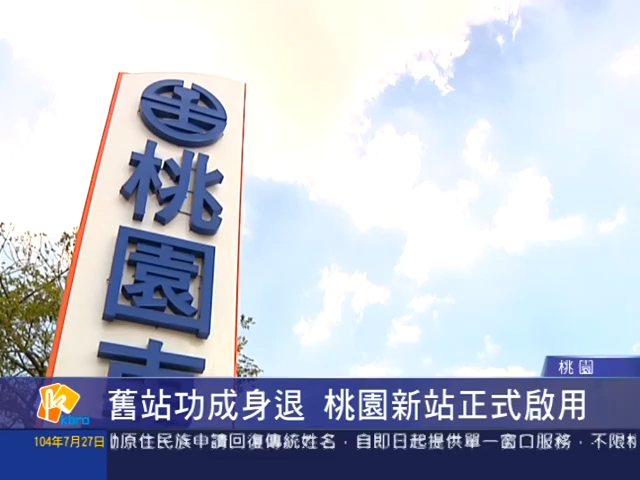 桃
園
市
桃園
舊站功成身退 桃園新站正式啟用
kbro
104年7月27日
原住民族申請回復傳統姓名，自即日起提供單一窗口服務，不限